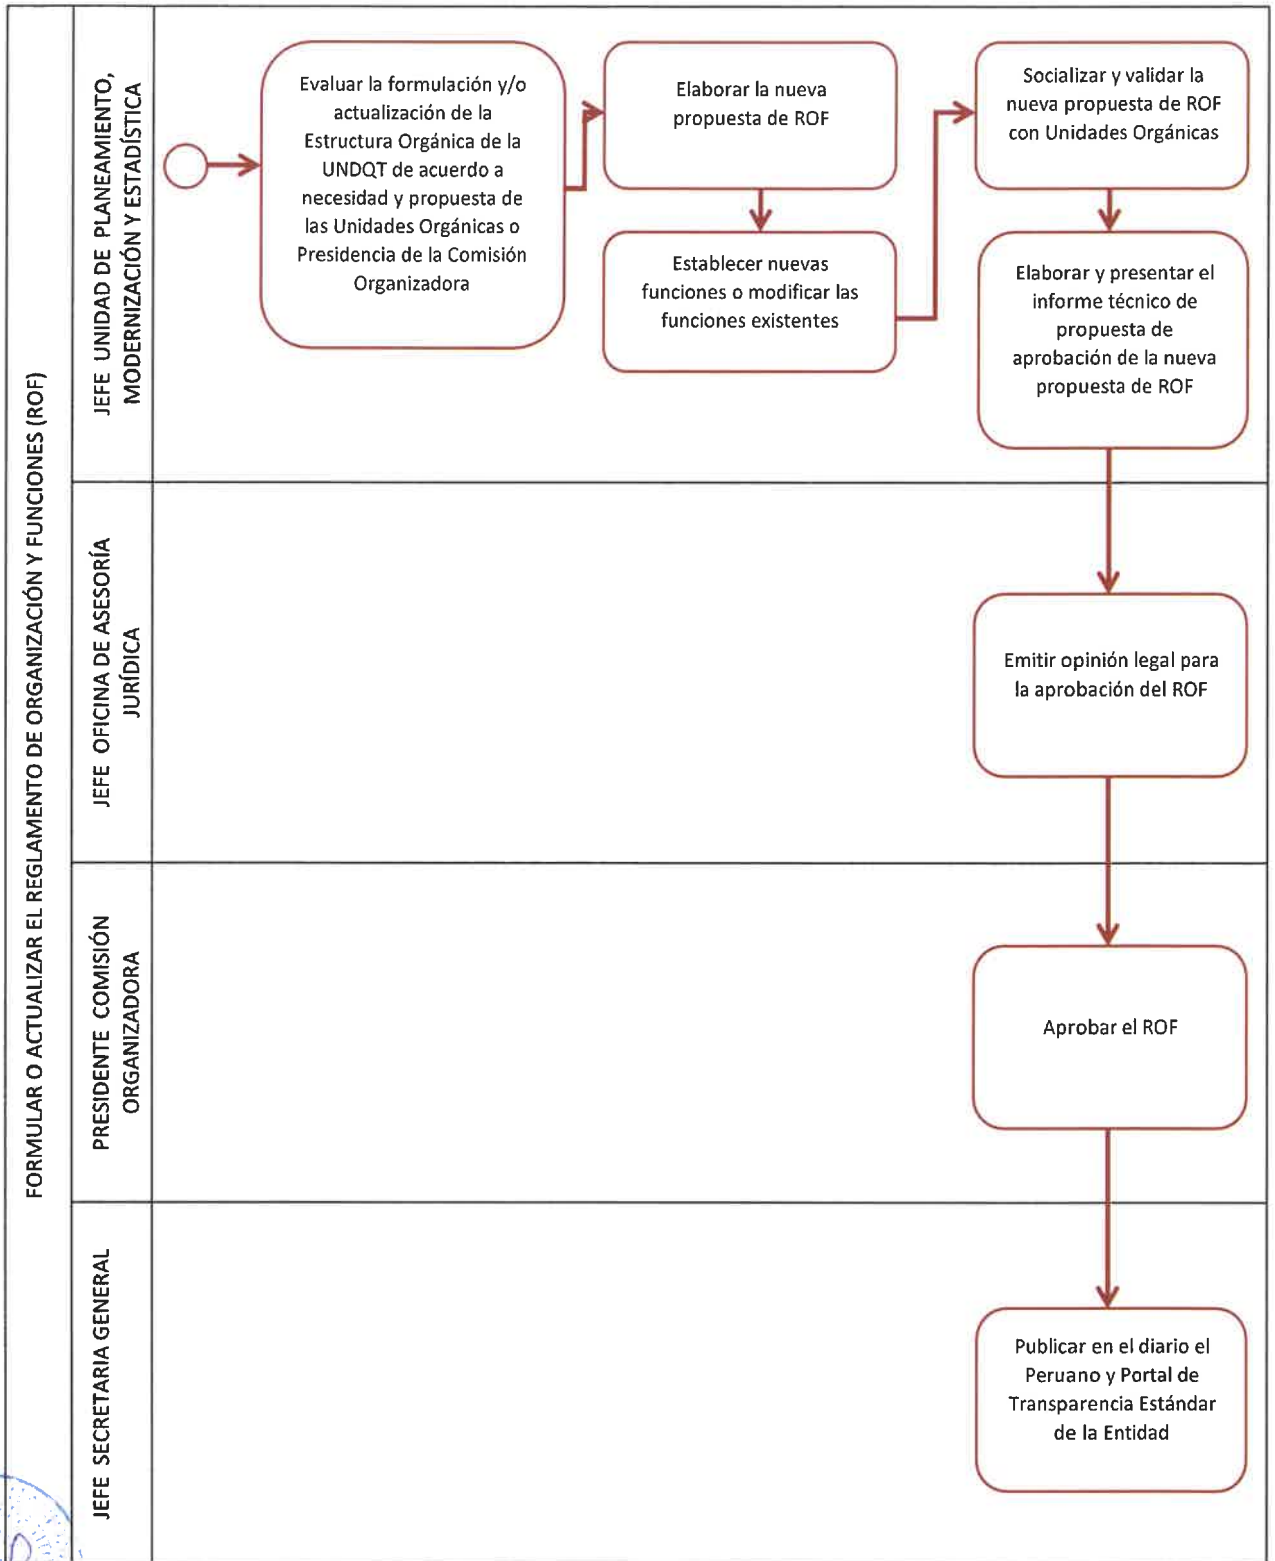 FORMULAR O ACTUALIZAR EL REGLAMENTO DE ORGANIZACIÓN Y FUNCIONES (ROF)
JEFE UNIDAD DE PLANEAMIENTO,
MODERNIZACIÓN Y ESTADÍSTICA
Evaluar la formulación y/o
actualización de la
Estructura Orgánica de la
UNDQT de acuerdo a
necesidad y propuesta de
las Unidades Orgánicas o
Presidencia de la Comisión
Organizadora
Elaborar la nueva
propuesta de ROF
Establecer nuevas
funciones o modificar las
funciones existentes
Socializar y validar la
nueva propuesta de ROF
con Unidades Orgánicas
Elaborar y presentar el
informe técnico de
propuesta de
aprobación de la nueva
propuesta de ROF
JEFE OFICINA DE ASESORÍA
JURÍDICA
Emitir opinión legal para
la aprobación del ROF
PRESIDENTE COMISIÓN
ORGANIZADORA
Aprobar el ROF
JEFE SECRETARIA GENERAL
Publicar en el diario el
Peruano y Portal de
Transparencia Estándar
de la Entidad